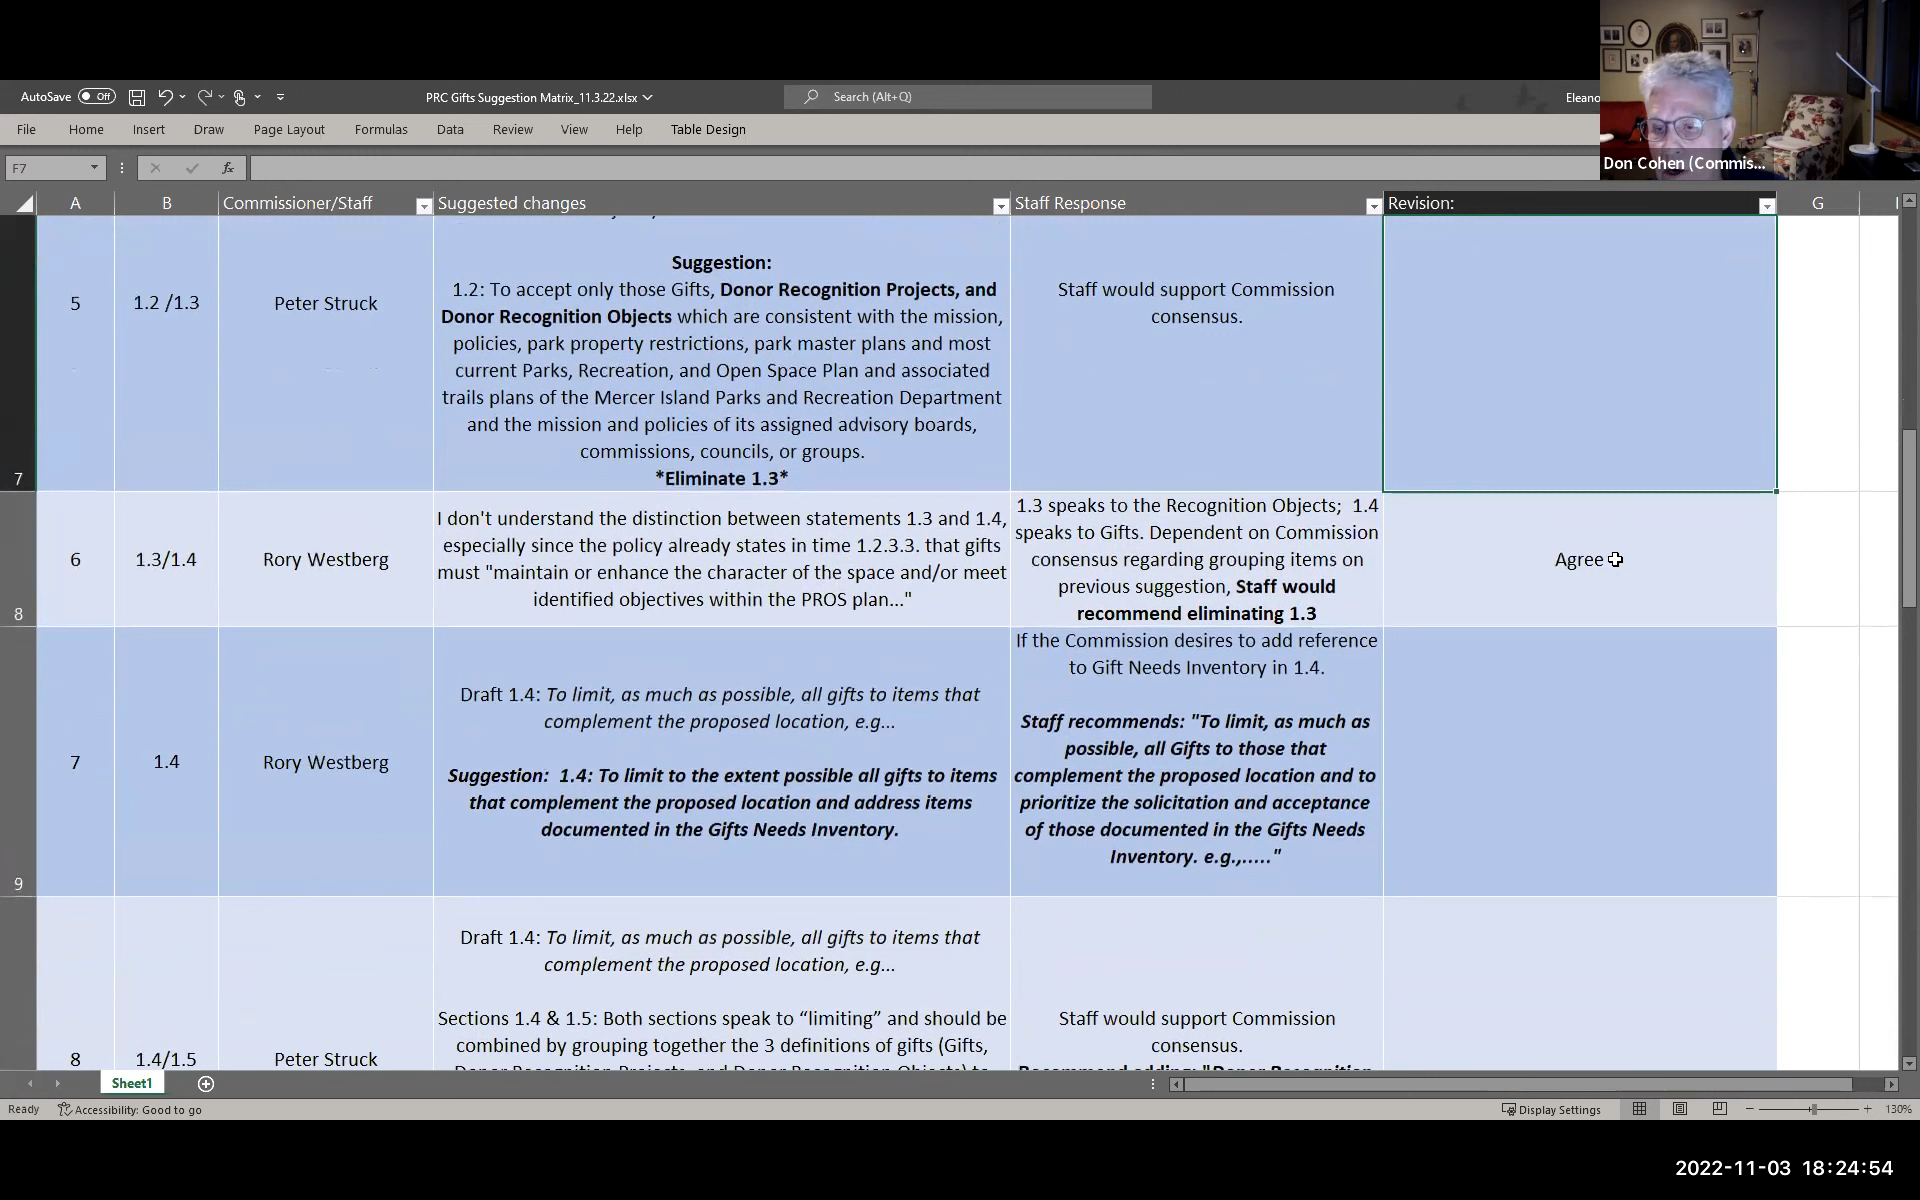 AutoSave Off
PRC Gifts Suggestion Matrix_11.3.22.xlsx
Search (Alt+Q)
Eleano
Don Cohen (Commis...
File Home Insert Draw Page Layout Formulas Data Review View Help Table Design
F7
fx
A B Commissioner/Staff Suggested changes Staff Response Revision: G
7
5
1.2 /1.3
Peter Struck
Suggestion:
1.2: To accept only those Gifts, Donor Recognition Projects, and
Donor Recognition Objects which are consistent with the mission,
policies, park property restrictions, park master plans and most
current Parks, Recreation, and Open Space Plan and associated
trails plans of the Mercer Island Parks and Recreation Department
and the mission and policies of its assigned advisory boards,
commissions, councils, or groups.
*Eliminate 1.3*
Staff would support Commission
consensus.
8
6
1.3/1.4
Rory Westberg
I don't understand the distinction between statements 1.3 and 1.4,
especially since the policy already states in time 1.2.3.3. that gifts
must "maintain or enhance the character of the space and/or meet
identified objectives within the PROS plan..."
1.3 speaks to the Recognition Objects; 1.4
speaks to Gifts. Dependent on Commission
consensus regarding grouping items on
previous suggestion, Staff would
recommend eliminating 1.3
Agree
9
7
1.4
Rory Westberg
Draft 1.4: To limit, as much as possible, all gifts to items that
complement the proposed location, e.g...
Suggestion: 1.4: To limit to the extent possible all gifts to items
that complement the proposed location and address items
documented in the Gifts Needs Inventory.
If the Commission desires to add reference
to Gift Needs Inventory in 1.4.
Staff recommends: "To limit, as much as
possible, all Gifts to those that
complement the proposed location and to
prioritize the solicitation and acceptance
of those documented in the Gifts Needs
Inventory. e.g.,....."
8
1.4/1.5
Peter Struck
Draft 1.4: To limit, as much as possible, all gifts to items that
complement the proposed location, e.g...
Sections 1.4 & 1.5: Both sections speak to “limiting” and should be
combined by grouping together the 3 definitions of gifts (Gifts,
Donor Recognition Projects, and Donor Recognition Objects) to
Staff would support Commission
consensus.
Recommend adding: "Donor Recognition
Sheet1
Ready
Accessibility: Good to go
Display Settings
130%
2022-11-03 18:24:54